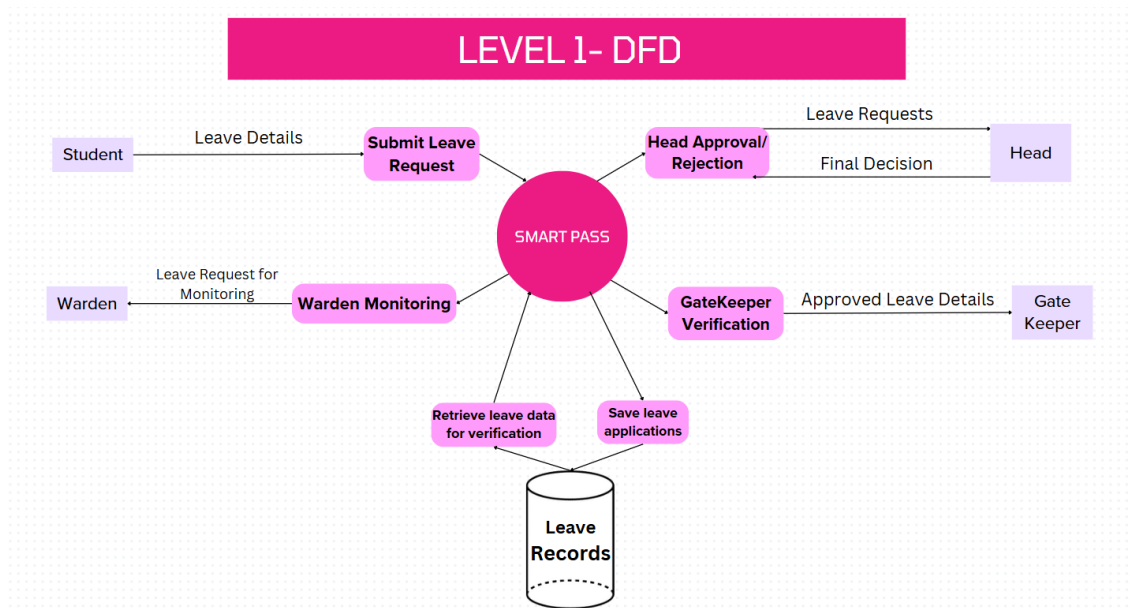 LEVEL 1- DFD
Student
Leave Details
Submit Leave
Request
Head Approval/
Rejection
Leave Requests
Final Decision
Head
SMART PASS
Warden
Leave Request for
Monitoring
Warden Monitoring
GateKeeper
Verification
Approved Leave Details
Gate
Keeper
Retrieve leave data
for verification
Save leave
applications
Leave
Records